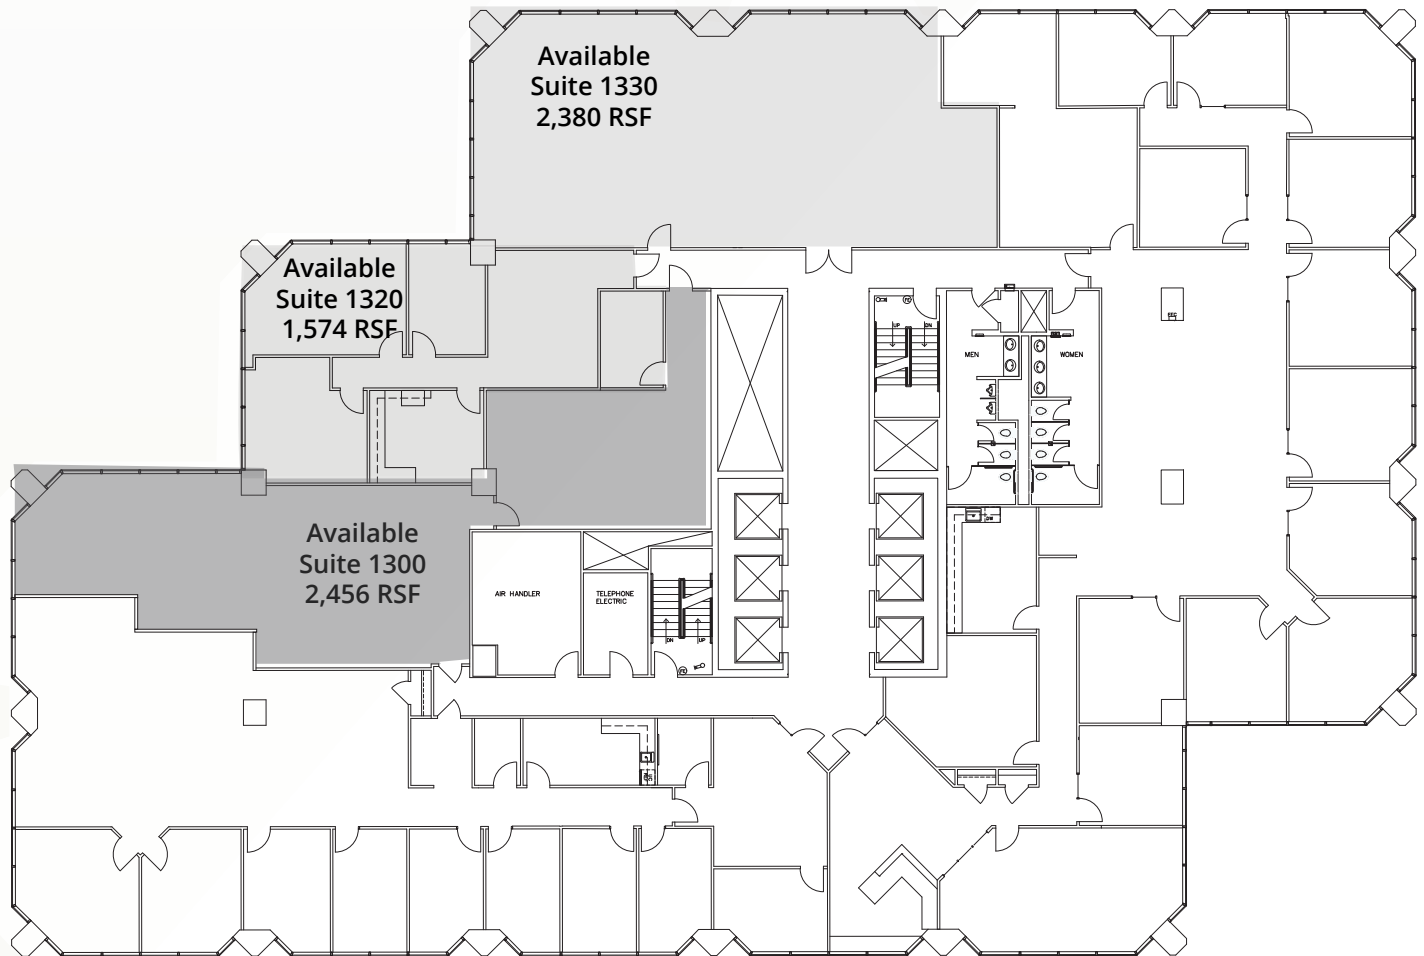 Available
Suite 1330
2,380 RSF
Available
Suite 1320
1,574 RSF
Available
Suite 1300
2,456 RSF
UP
DN
MEN
WOMEN
AIR HANDLER
TELEPHONE
ELECTRIC
DN
UP